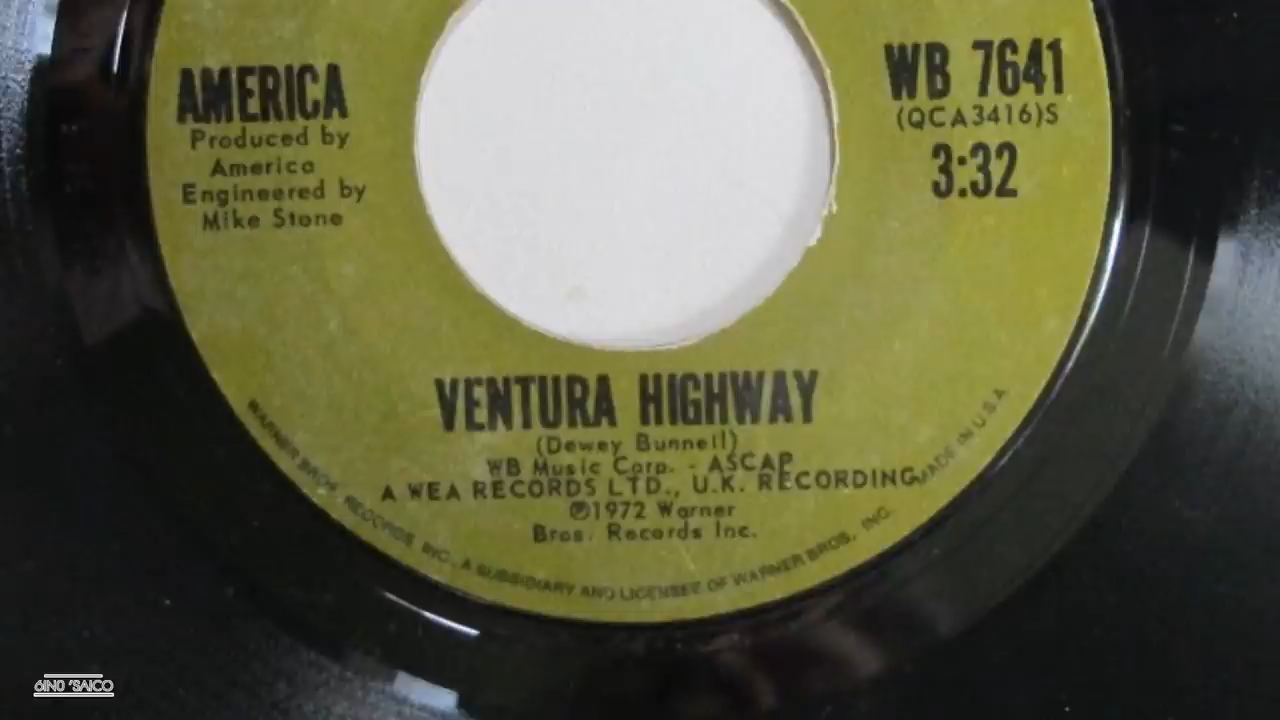 AMERICA
Produced by
America
Engineered by
Mike Stone
WB 7641
(QCA3416)S
3:32
VENTURA HIGHWAY
(Dewey Bunnell)
WB Music Corp. - ASCAP
A WEA RECORDS LTD., U.K. RECORDING
℗1972 Warner
Bros. Records Inc.
WARNER BROS. RECORDS INC., A SUBSIDIARY AND LICENSEE OF WARNER BROS., INC.
MADE IN U.S.A.
GINO 'SAICO